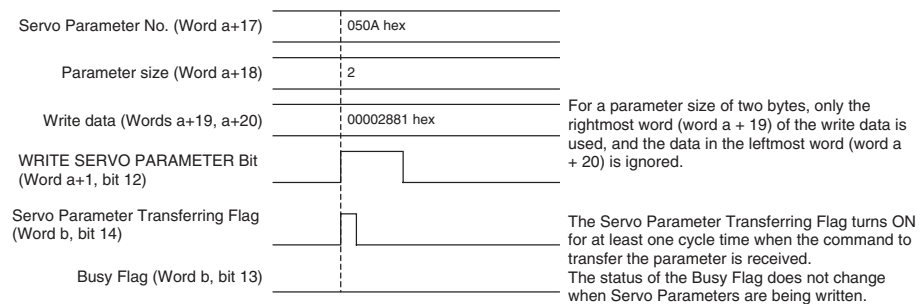 Servo Parameter No. (Word a+17)
050A hex
Parameter size (Word a+18)
2
Write data (Words a+19, a+20)
00002881 hex
For a parameter size of two bytes, only the
rightmost word (word a + 19) of the write data is
used, and the data in the leftmost word (word a
+ 20) is ignored.
WRITE SERVO PARAMETER Bit
(Word a+1, bit 12)
Servo Parameter Transferring Flag
(Word b, bit 14)
The Servo Parameter Transferring Flag turns ON
for at least one cycle time when the command to
transfer the parameter is received.
Busy Flag (Word b, bit 13)
The status of the Busy Flag does not change
when Servo Parameters are being written.